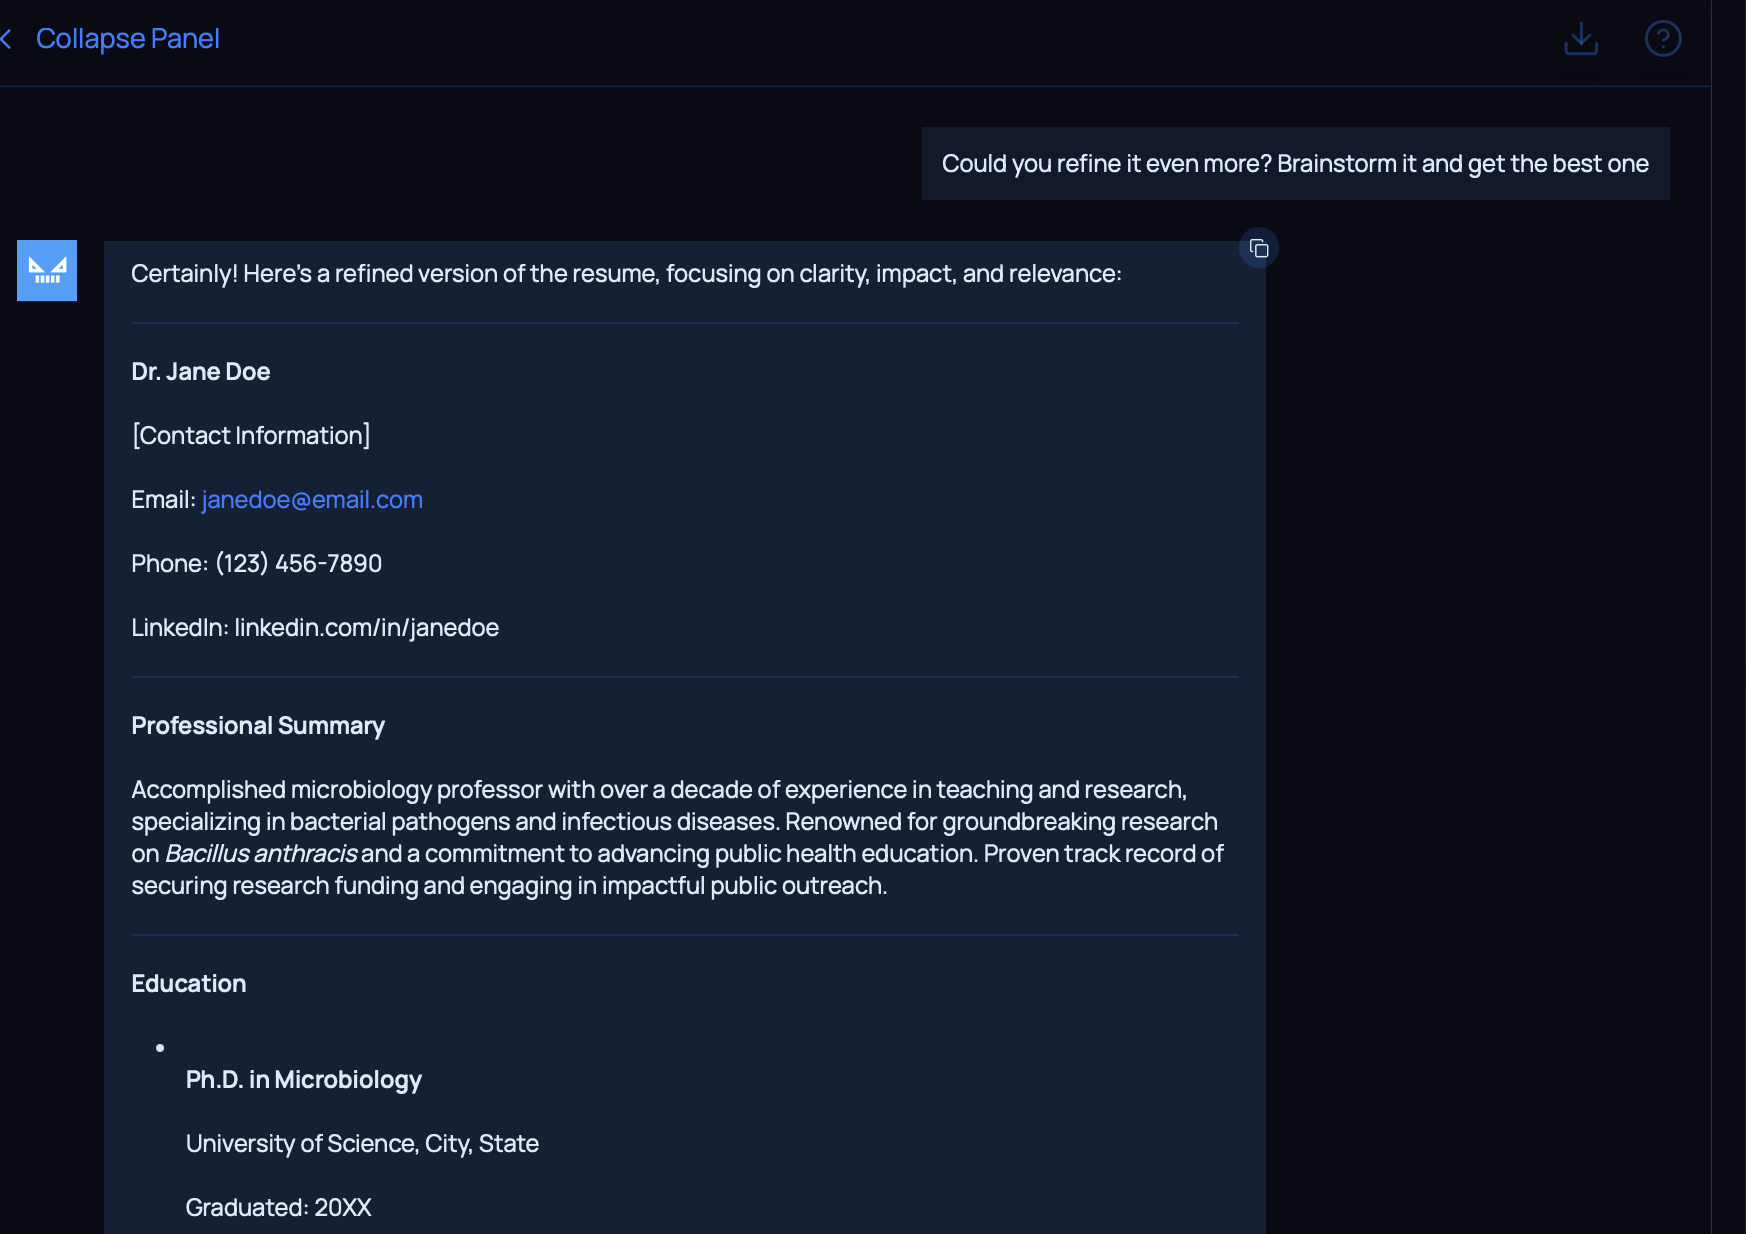 Collapse Panel
Could you refine it even more? Brainstorm it and get the best one
Certainly! Here's a refined version of the resume, focusing on clarity, impact, and relevance:
Dr. Jane Doe
[Contact Information]
Email: janedoe@email.com
Phone: (123) 456-7890
LinkedIn: linkedin.com/in/janedoe
Professional Summary
Accomplished microbiology professor with over a decade of experience in teaching and research,
specializing in bacterial pathogens and infectious diseases. Renowned for groundbreaking research
on Bacillus anthracis and a commitment to advancing public health education. Proven track record of
securing research funding and engaging in impactful public outreach.
Education
• 
Ph.D. in Microbiology
University of Science, City, State
Graduated: 20XX